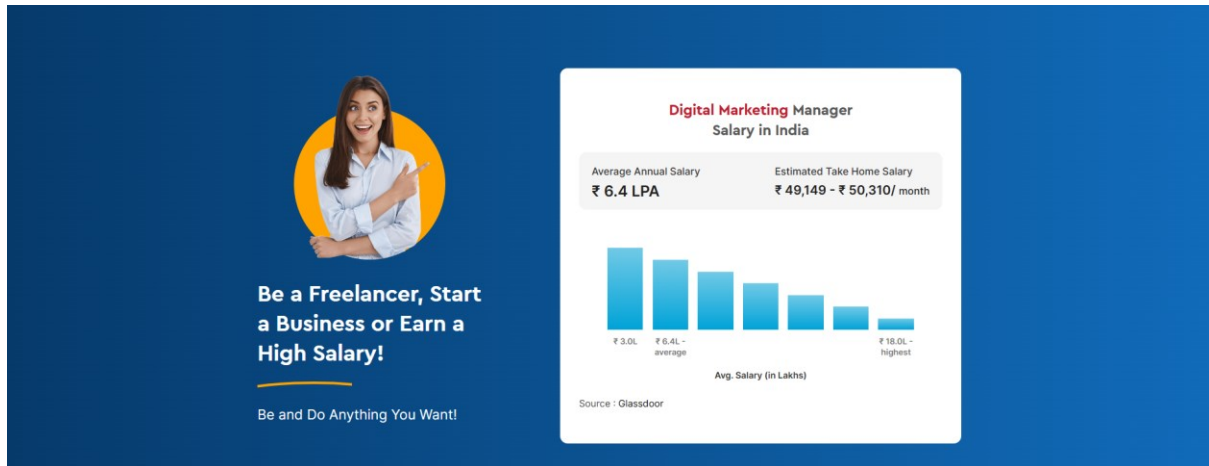 Be a Freelancer, Start
a Business or Earn a
High Salary!
Be and Do Anything You Want!
Digital Marketing Manager
Salary in India
Average Annual Salary
₹ 6.4 LPA
Estimated Take Home Salary
₹ 49,149 - ₹ 50,310/ month
₹ 3.0L
₹ 6.4L -
average
₹ 18.0L -
highest
Avg. Salary (in Lakhs)
Source : Glassdoor